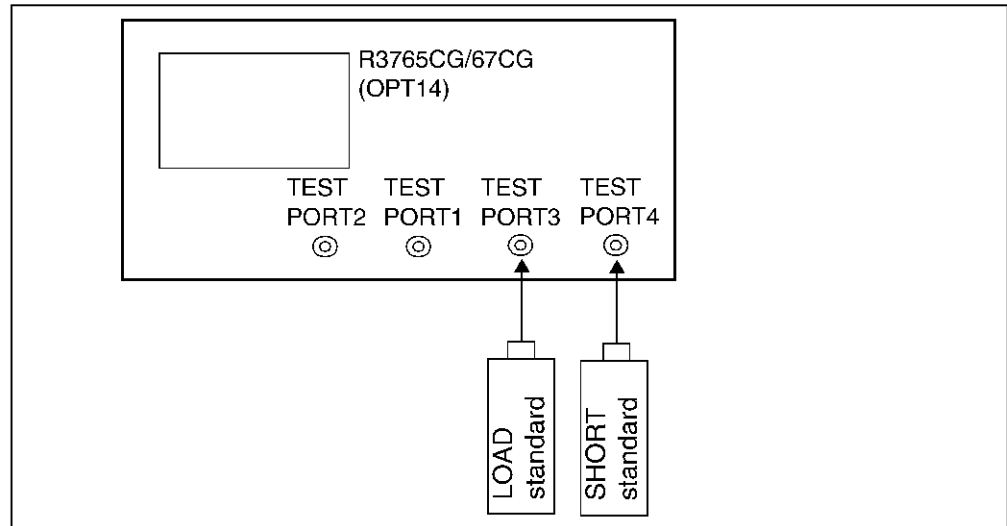 R3765CG/67CG
(OPT14)
TEST TEST TEST TEST
PORT2 PORT1 PORT3 PORT4
LOAD
standard
SHORT
standard